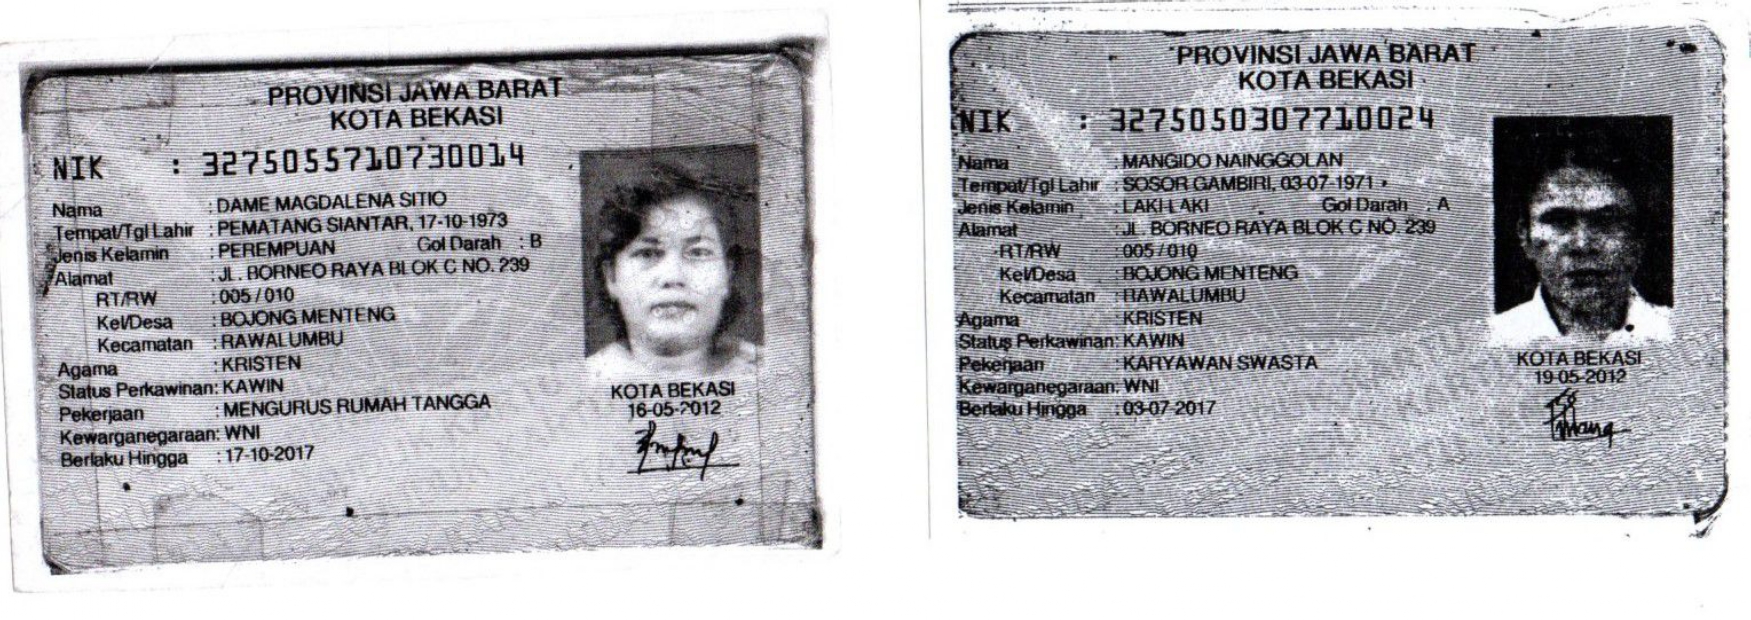 PROVINSI JAWA BARAT
KOTA BEKASI
NIK : 3275055710730014
Nama : DAME MAGDALENA SITIO
Tempat/Tgl Lahir : PEMATANG SIANTAR, 17-10-1973
Jenis Kelamin : PEREMPUAN Gol Darah : B
Alamat : JL. BORNEO RAYA BLOK C NO. 239
RT/RW : 005 / 010
Kel/Desa : BOJONG MENTENG
Kecamatan : RAWALUMBU
Agama : KRISTEN
Status Perkawinan: KAWIN
Pekerjaan : MENGURUS RUMAH TANGGA
Kewarganegaraan: WNI
Berlaku Hingga : 17-10-2017
KOTA BEKASI
16-05-2012
PROVINSI JAWA BARAT
KOTA BEKASI
NIK : 3275050307710024
Nama : MANGIDO NAINGGOLAN
Tempat/Tgl Lahir : SOSOR GAMBIRI, 03-07-1971
Jenis Kelamin : LAKI-LAKI Gol Darah : A
Alamat : JL. BORNEO RAYA BLOK C NO. 239
RT/RW : 005 / 010
Kel/Desa : BOJONG MENTENG
Kecamatan : RAWALUMBU
Agama : KRISTEN
Status Perkawinan: KAWIN
Pekerjaan : KARYAWAN SWASTA
Kewarganegaraan: WNI
Berlaku Hingga : 03-07-2017
KOTA BEKASI
19-05-2012